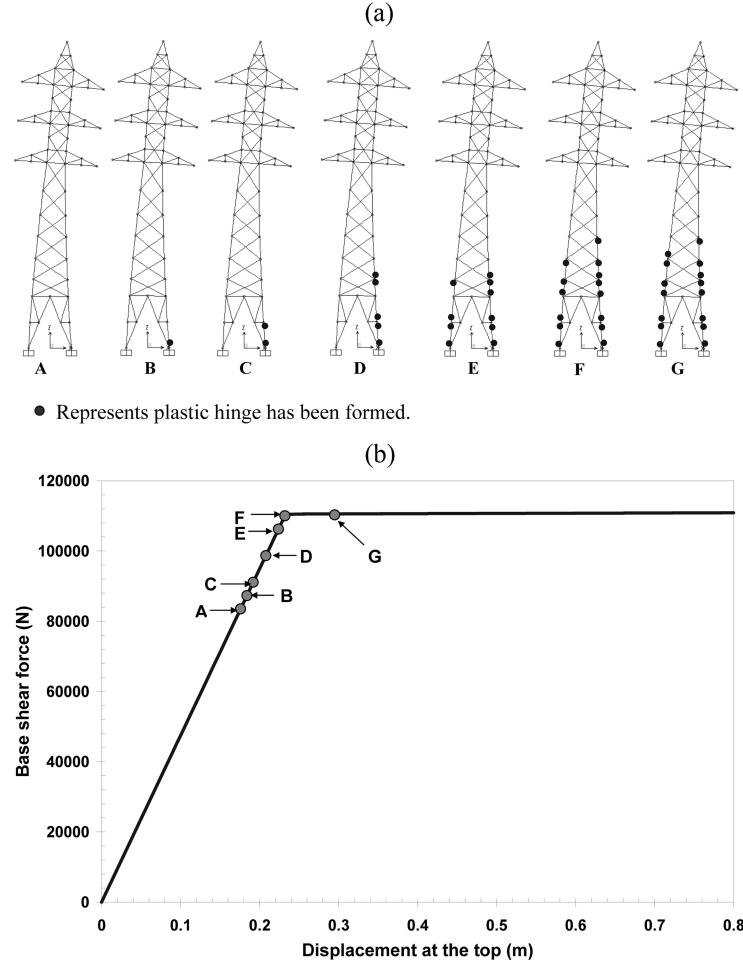 (a)
Z Z Z Z Z Z Z
A B C D E F G
● Represents plastic hinge has been formed.
(b)
120000
F
E
100000
D
G
C
B
A
80000
60000
40000
20000
0
Base shear force (N)
0 0.1 0.2 0.3 0.4 0.5 0.6 0.7 0.8
Displacement at the top (m)